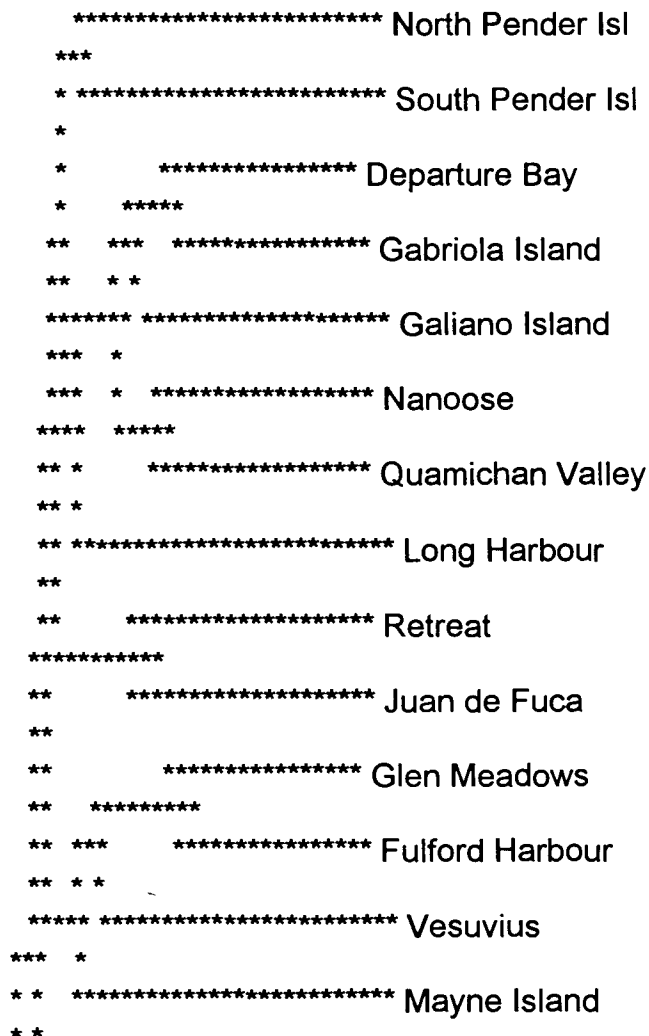 ************************* North Pender Isl
***
* ************************* South Pender Isl
*
* **************** Departure Bay
* *****
** *** **************** Gabriola Island
** * *
******* ******************** Galiano Island
*** *
*** * ****************** Nanoose
**** *****
** * ****************** Quamichan Valley
** *
** ************************** Long Harbour
**
** ******************** Retreat
***********
** ******************** Juan de Fuca
**
** **************** Glen Meadows
** *********
** *** **************** Fulford Harbour
** * *
***** ************************ Vesuvius
*** *
* * ************************** Mayne Island
* *